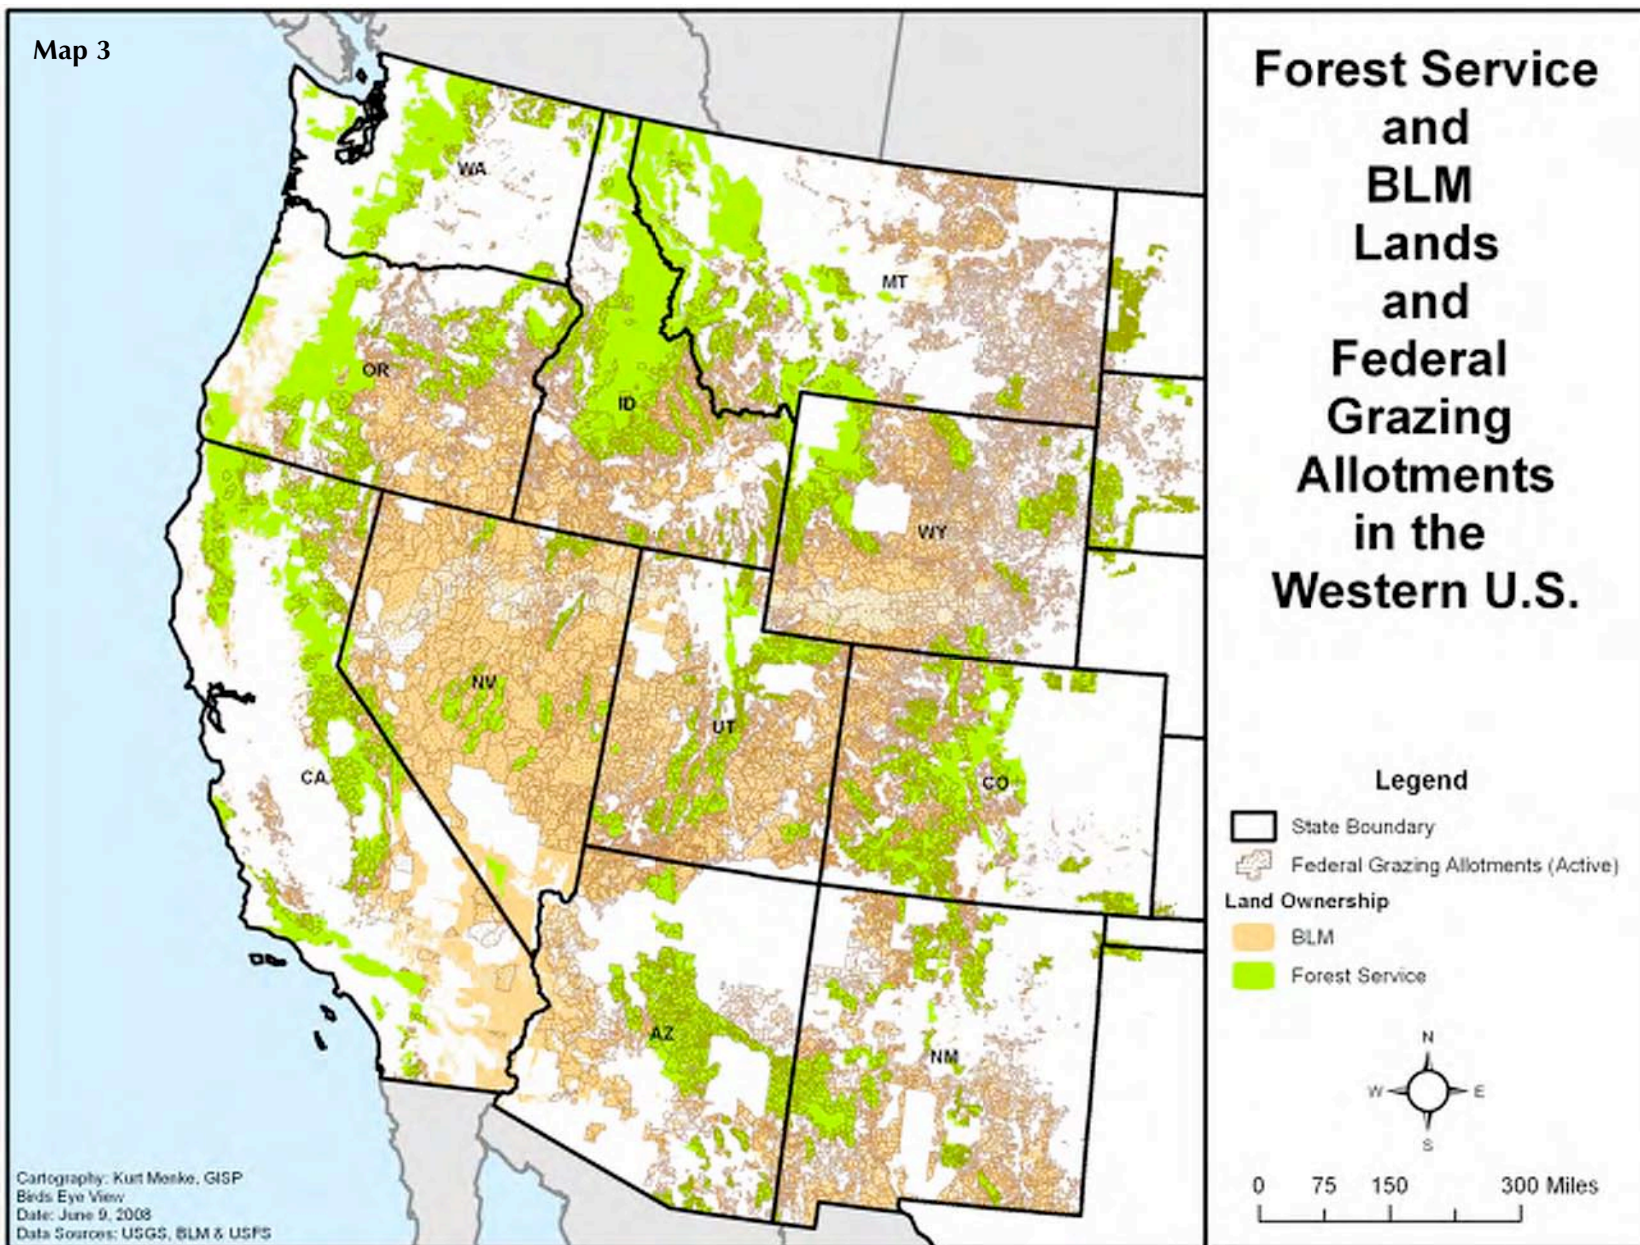 Map 3
Forest Service
and
BLM
Lands
and
Federal
Grazing
Allotments
in the
Western U.S.
WA
MT
OR
ID
WY
NV
UT
CA
CO
AZ
NM
Legend
State Boundary
Federal Grazing Allotments (Active)
Land Ownership
BLM
Forest Service
N
W E
S
0 75 150 300 Miles
Cartography: Kurt Menke, GISP
Birds Eye View
Date: June 9, 2008
Data Sources: USGS, BLM & USFS